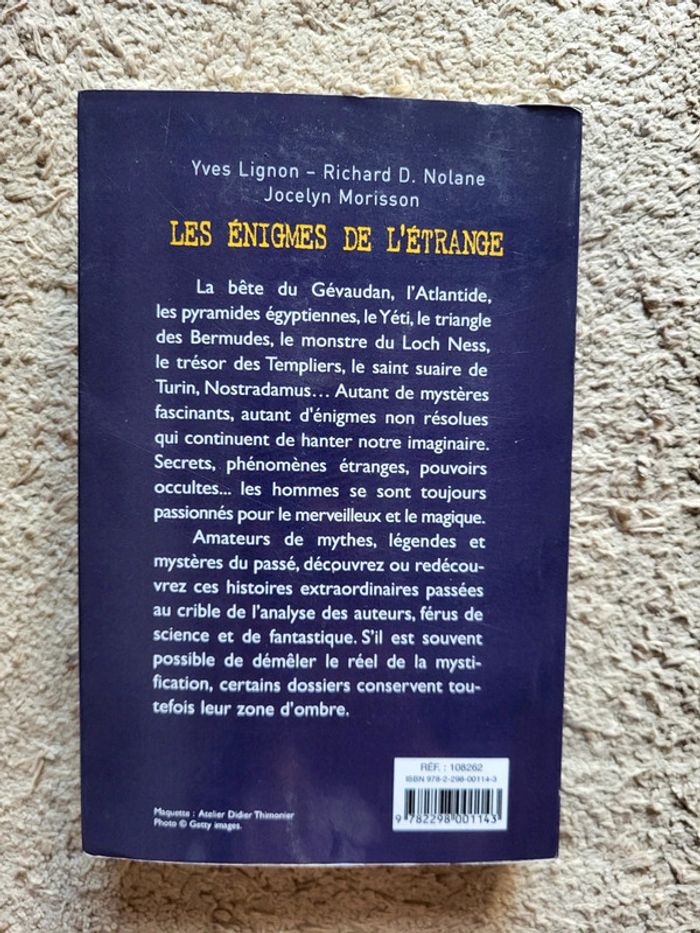 Yves Lignon – Richard D. Nolane
Jocelyn Morisson
LES ÉNIGMES DE L'ÉTRANGE
La bête du Gévaudan, l'Atlantide,
les pyramides égyptiennes, le Yéti, le triangle
des Bermudes, le monstre du Loch Ness,
le trésor des Templiers, le saint suaire de
Turin, Nostradamus... Autant de mystères
fascinants, autant d'énigmes non résolues
qui continuent de hanter notre imaginaire.
Secrets, phénomènes étranges, pouvoirs
occultes... les hommes se sont toujours
passionnés pour le merveilleux et le magique.
Amateurs de mythes, légendes et
mystères du passé, découvrez ou redécou-
vrez ces histoires extraordinaires passées
au crible de l'analyse des auteurs, férus de
science et de fantastique. S'il est souvent
possible de démêler le réel de la mysti-
fication, certains dossiers conservent tou-
tefois leur zone d'ombre.
RÉF. : 108262
ISBN 978-2-298-00114-3
9 782298 001143
Maquette : Atelier Didier Thimonier
Photo © Getty images.